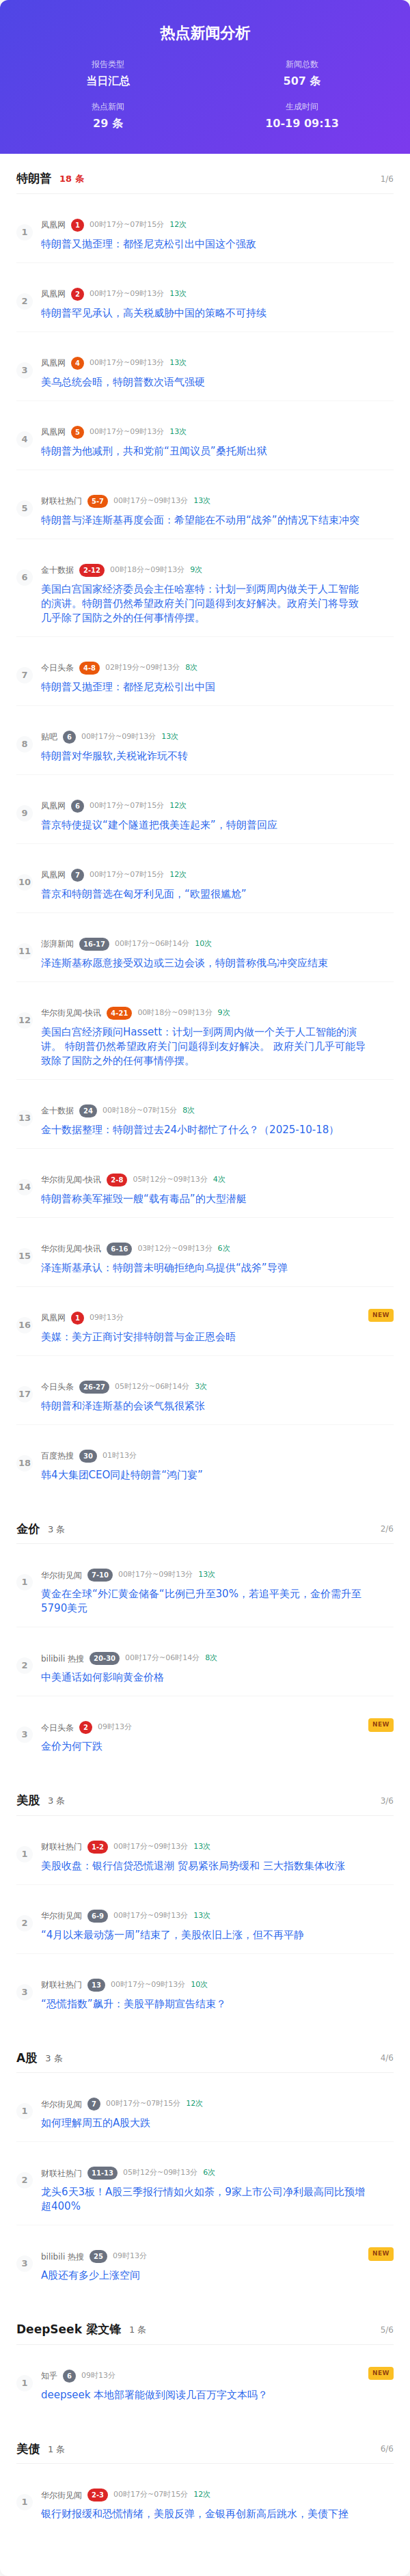 热点新闻分析
报告类型
新闻总数
当日汇总
507 条
热点新闻
生成时间
29 条
10-19 09:13
特朗普 18 条 1/6
1
凤凰网 1 00时17分~07时15分 12次
特朗普又抛歪理：都怪尼克松引出中国这个强敌
2
凤凰网 2 00时17分~09时13分 13次
特朗普罕见承认，高关税威胁中国的策略不可持续
3
凤凰网 4 00时17分~09时13分 13次
美乌总统会晤，特朗普数次语气强硬
4
凤凰网 5 00时17分~09时13分 13次
特朗普为他减刑，共和党前“丑闻议员”桑托斯出狱
5
财联社热门 5-7 00时17分~09时13分 13次
特朗普与泽连斯基再度会面：希望能在不动用“战斧”的情况下结束冲突
6
金十数据 2-12 00时18分~09时13分 9次
美国白宫国家经济委员会主任哈塞特：计划一到两周内做关于人工智能
的演讲。特朗普仍然希望政府关门问题得到友好解决。政府关门将导致
几乎除了国防之外的任何事情停摆。
7
今日头条 4-8 02时19分~09时13分 8次
特朗普又抛歪理：都怪尼克松引出中国
8
贴吧 6 00时17分~09时13分 13次
特朗普对华服软,关税讹诈玩不转
9
凤凰网 6 00时17分~07时15分 12次
普京特使提议“建个隧道把俄美连起来”，特朗普回应
10
凤凰网 7 00时17分~07时15分 12次
普京和特朗普选在匈牙利见面，“欧盟很尴尬”
11
澎湃新闻 16-17 00时17分~06时14分 10次
泽连斯基称愿意接受双边或三边会谈，特朗普称俄乌冲突应结束
12
华尔街见闻-快讯 4-21 00时18分~09时13分 9次
美国白宫经济顾问Hassett：计划一到两周内做一个关于人工智能的演
讲。 特朗普仍然希望政府关门问题得到友好解决。 政府关门几乎可能导
致除了国防之外的任何事情停摆。
13
金十数据 24 00时18分~07时15分 8次
金十数据整理：特朗普过去24小时都忙了什么？（2025-10-18）
14
华尔街见闻-快讯 2-8 05时12分~09时13分 4次
特朗普称美军摧毁一艘“载有毒品”的大型潜艇
15
华尔街见闻-快讯 6-16 03时12分~09时13分 6次
泽连斯基承认：特朗普未明确拒绝向乌提供“战斧”导弹
16
凤凰网 1 09时13分 NEW
美媒：美方正商讨安排特朗普与金正恩会晤
17
今日头条 26-27 05时12分~06时14分 3次
特朗普和泽连斯基的会谈气氛很紧张
18
百度热搜 30 01时13分
韩4大集团CEO同赴特朗普“鸿门宴”
金价 3 条 2/6
1
华尔街见闻 7-10 00时17分~09时13分 13次
黄金在全球“外汇黄金储备”比例已升至30%，若追平美元，金价需升至
5790美元
2
bilibili 热搜 20-30 00时17分~06时14分 8次
中美通话如何影响黄金价格
3
今日头条 2 09时13分 NEW
金价为何下跌
美股 3 条 3/6
1
财联社热门 1-2 00时17分~09时13分 13次
美股收盘：银行信贷恐慌退潮 贸易紧张局势缓和 三大指数集体收涨
2
华尔街见闻 6-9 00时17分~09时13分 13次
“4月以来最动荡一周”结束了，美股依旧上涨，但不再平静
3
财联社热门 13 00时17分~09时13分 10次
“恐慌指数”飙升：美股平静期宣告结束？
A股 3 条 4/6
1
华尔街见闻 7 00时17分~07时15分 12次
如何理解周五的A股大跌
2
财联社热门 11-13 05时12分~09时13分 6次
龙头6天3板！A股三季报行情如火如荼，9家上市公司净利最高同比预增
超400%
3
bilibili 热搜 25 09时13分 NEW
A股还有多少上涨空间
DeepSeek 梁文锋 1 条 5/6
1
知乎 6 09时13分 NEW
deepseek 本地部署能做到阅读几百万字文本吗？
美债 1 条 6/6
1
华尔街见闻 2-3 00时17分~07时15分 12次
银行财报缓和恐慌情绪，美股反弹，金银再创新高后跳水，美债下挫